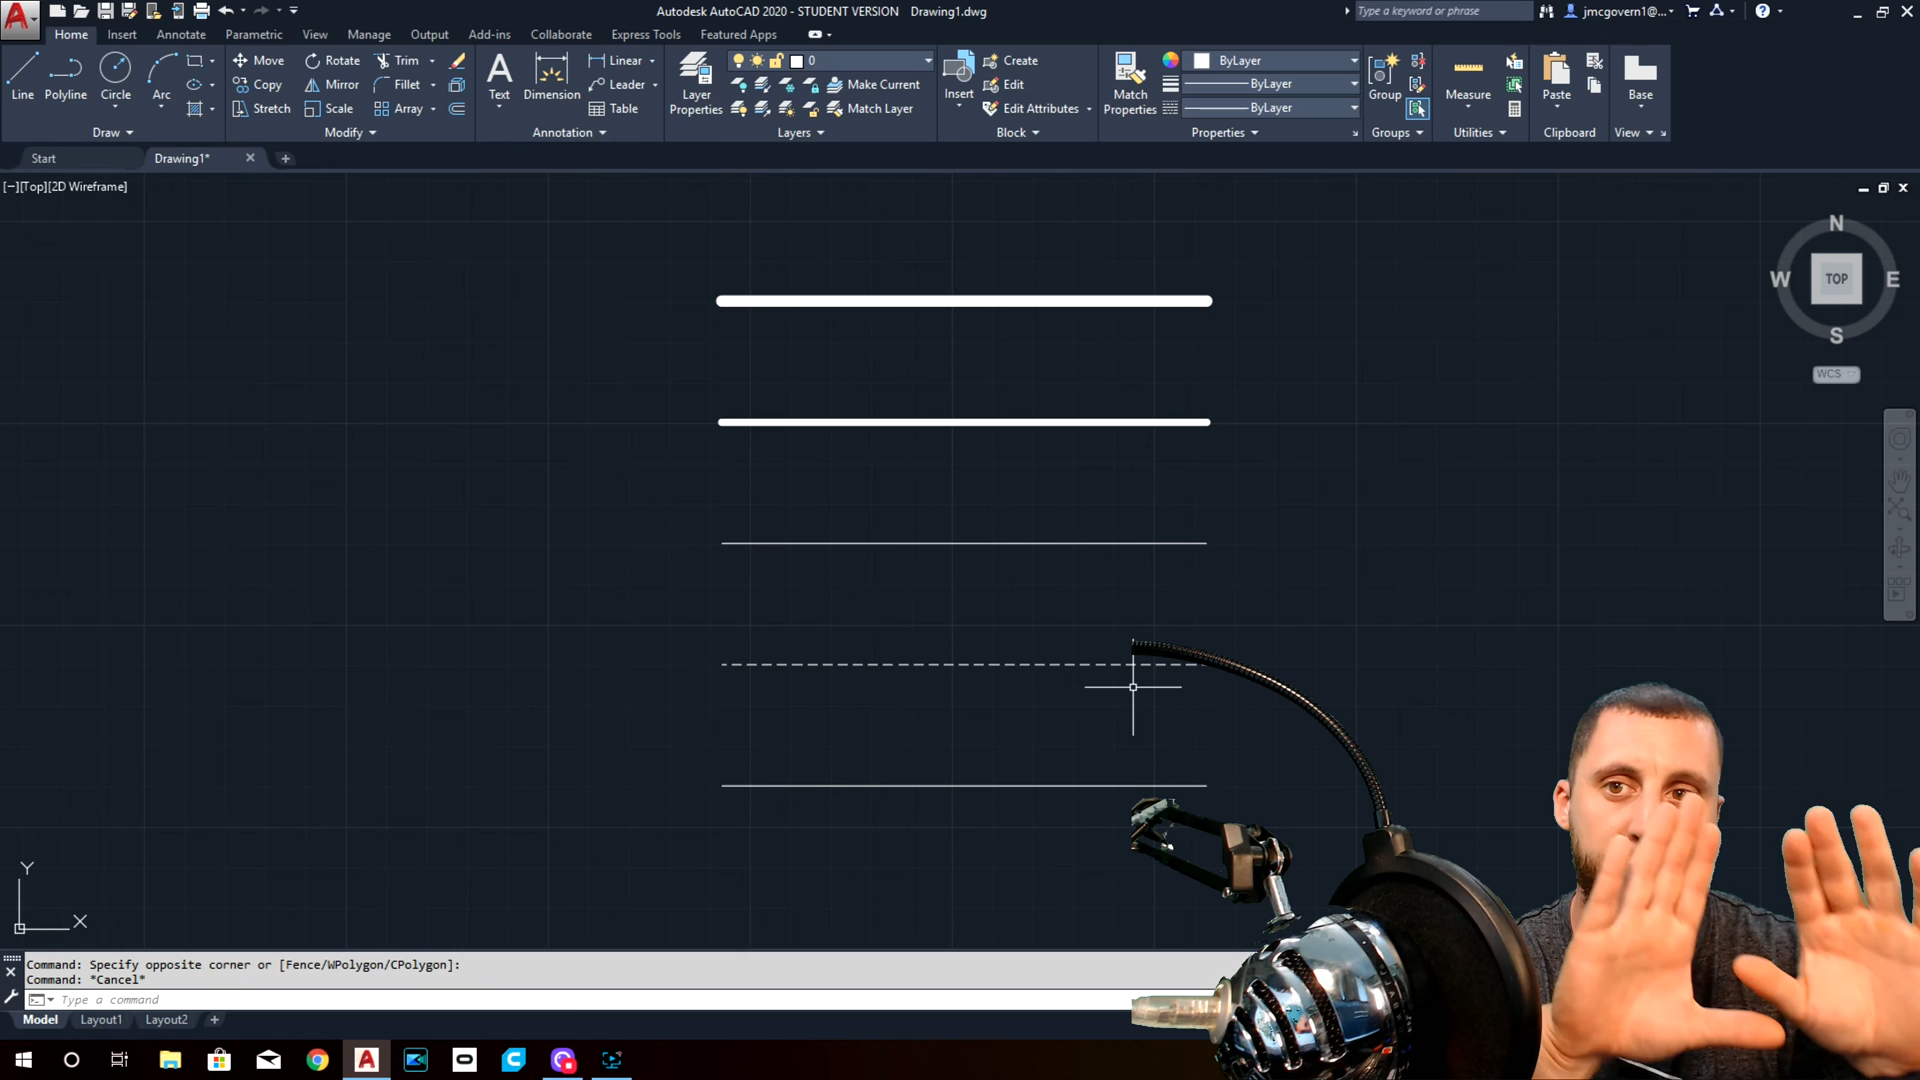 Autodesk AutoCAD 2020 - STUDENT VERSION Drawing1.dwg
Type a keyword or phrase
jmcgovern1@...
Home Insert Annotate Parametric View Manage Output Add-ins Collaborate Express Tools Featured Apps
Line Polyline Circle Arc
Move Rotate Trim
Copy Mirror Fillet
Stretch Scale Array
Text Dimension
Linear
Leader
Table
Layer Properties
0
Make Current
Match Layer
Insert
Create
Edit
Edit Attributes
Match Properties
ByLayer
ByLayer
ByLayer
Group Measure Paste Base
Draw Modify Annotation Layers Block Properties Groups Utilities Clipboard View
Start Drawing1*
[−][Top][2D Wireframe]
N
W TOP E
S
WCS
Y
X
Command: Specify opposite corner or [Fence/WPolygon/CPolygon]:
Command: *Cancel*
Type a command
Model Layout1 Layout2 +